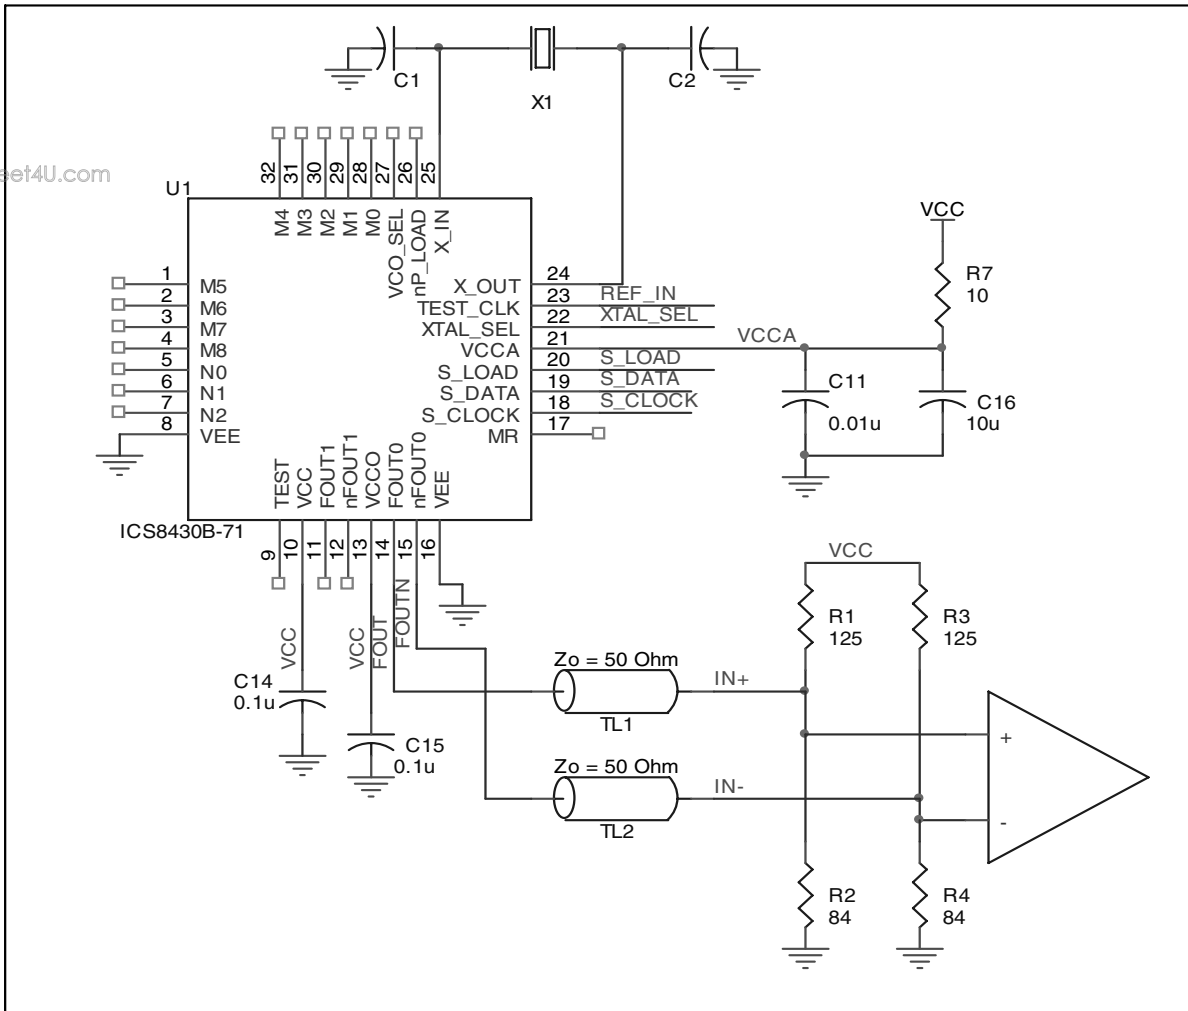 C1
C2
X1
eet4U.com
U1
32
31
30
29
28
27
26
25
M4
M3
M2
M1
M0
VCO_SEL
nP_LOAD
X_IN
VCC
R7
10
1 M5
2 M6
3 M7
4 M8
5 N0
6 N1
7 N2
8 VEE
X_OUT 24
TEST_CLK 23 REF_IN
XTAL_SEL 22 XTAL_SEL
VCCA 21 VCCA
S_LOAD 20 S_LOAD
S_DATA 19 S_DATA
S_CLOCK 18 S_CLOCK
MR 17
C11
0.01u
C16
10u
TEST
VCC
FOUT1
nFOUT1
VCCO
FOUT0
nFOUT0
VEE
ICS8430B-71
9
10
11
12
13
14
15
16
VCC
VCC
FOUT
FOUTN
C14
0.1u
C15
0.1u
VCC
R1
125
R3
125
Zo = 50 Ohm
TL1
IN+
Zo = 50 Ohm
TL2
IN-
+
-
R2
84
R4
84